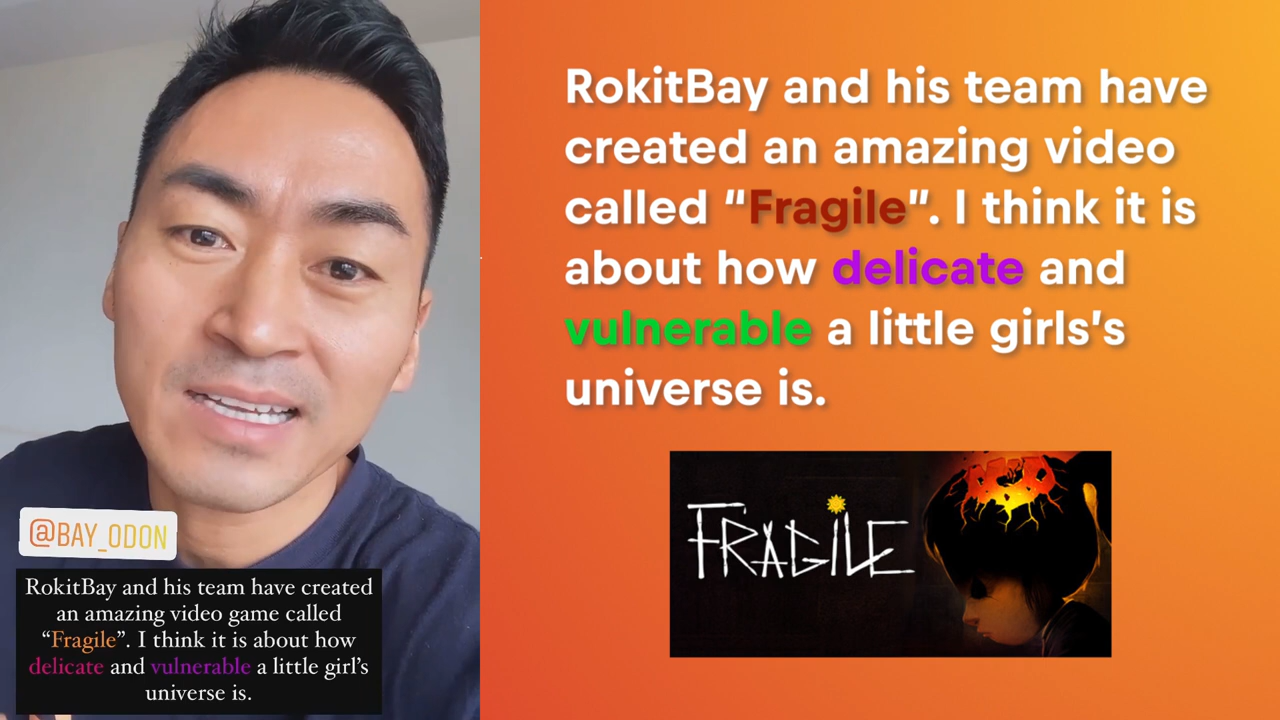 @BAY_ODON
RokitBay and his team have created
an amazing video game called
“Fragile”. I think it is about how
delicate and vulnerable a little girl’s
universe is.
RokitBay and his team have
created an amazing video
called “Fragile”. I think it is
about how delicate and
vulnerable a little girls’s
universe is.
FRAGILE